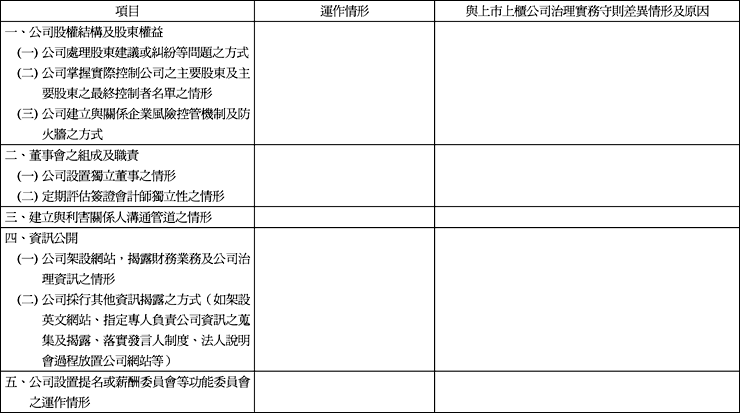 項目 運作情形 與上市上櫃公司治理實務守則差異情形及原因
一、公司股權結構及股東權益
(一) 公司處理股東建議或糾紛等問題之方式
(二) 公司掌握實際控制公司之主要股東及主
要股東之最終控制者名單之情形
(三) 公司建立與關係企業風險控管機制及防
火牆之方式
二、董事會之組成及職責
(一) 公司設置獨立董事之情形
(二) 定期評估簽證會計師獨立性之情形
三、建立與利害關係人溝通管道之情形
四、資訊公開
(一) 公司架設網站，揭露財務業務及公司治
理資訊之情形
(二) 公司採行其他資訊揭露之方式（如架設
英文網站、指定專人負責公司資訊之蒐
集及揭露、落實發言人制度、法人說明
會過程放置公司網站等）
五、公司設置提名或薪酬委員會等功能委員會
之運作情形